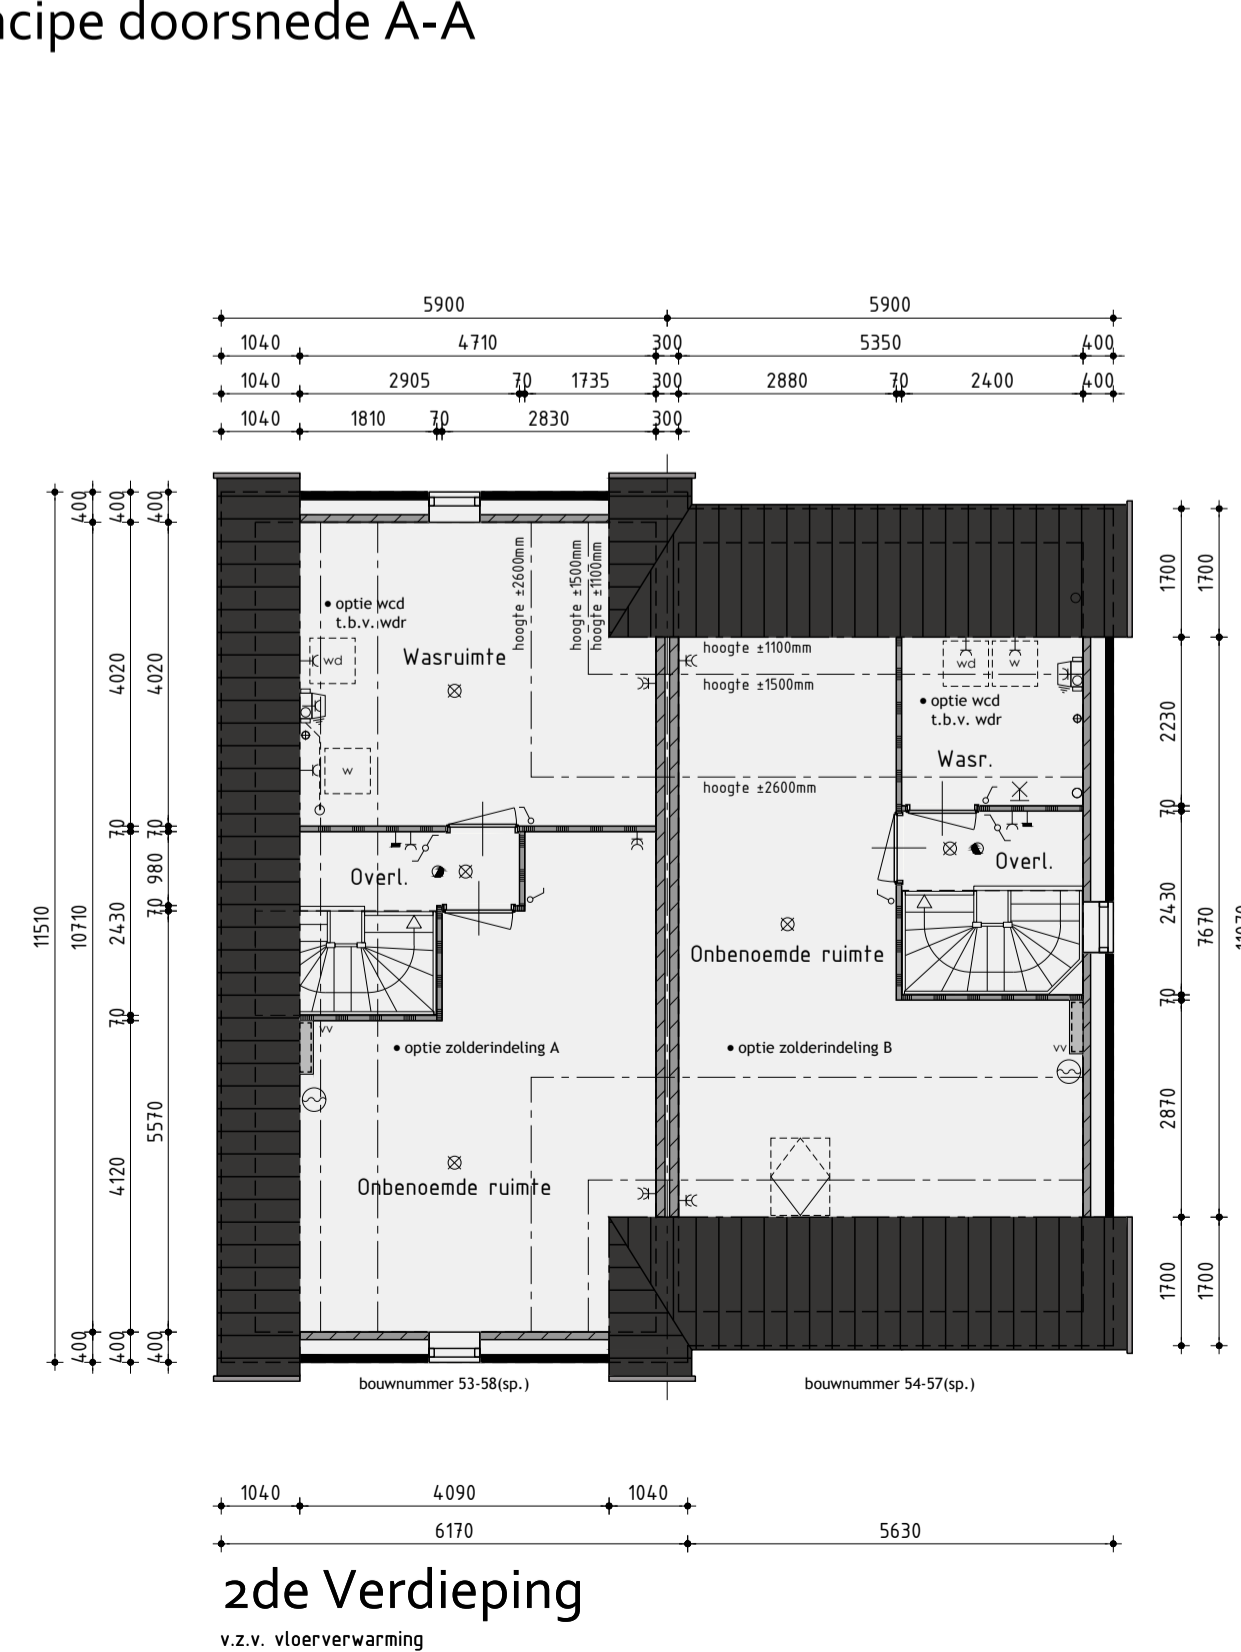 ncipe doorsnede A-A
5900 5900
1040 4710 300 5350 400
1040 2905 70 1735 300 2880 70 2400 400
1040 1810 70 2830 300
400 400 400
hoogte ±2600mm
hoogte ±1500mm
hoogte ±1100mm
1700 1700
• optie wcd
t.b.v. wdr
wd
Wasruimte
hoogte ±1100mm
hoogte ±1500mm
wd w
• optie wcd
t.b.v. wdr
4020 4020
2230
Wasr.
w
hoogte ±2600mm
70 70
70
980
Overl.
Overl.
70
11510 10710 2430
2430 7670
Onbenoemde ruimte
70
70
vv
vv
• optie zolderindeling A
• optie zolderindeling B
5570
2870
4120
Onbenoemde ruimte
1700 1700
400 400 400
bouwnummer 53-58(sp.)
bouwnummer 54-57(sp.)
1040 4090 1040
6170 5630
2de Verdieping
v.z.v. vloerverwarming